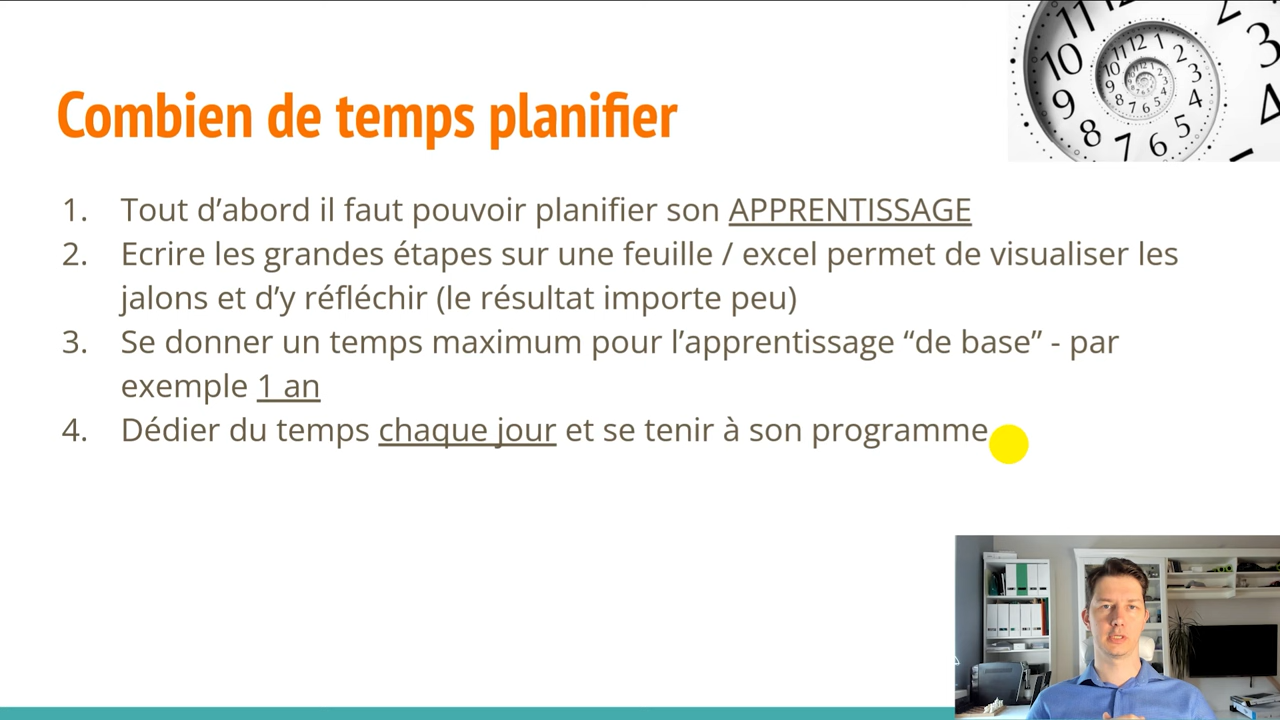 Combien de temps planifier
1. Tout d’abord il faut pouvoir planifier son APPRENTISSAGE
2. Ecrire les grandes étapes sur une feuille / excel permet de visualiser les
jalons et d’y réfléchir (le résultat importe peu)
3. Se donner un temps maximum pour l’apprentissage “de base” - par
exemple 1 an
4. Dédier du temps chaque jour et se tenir à son programme